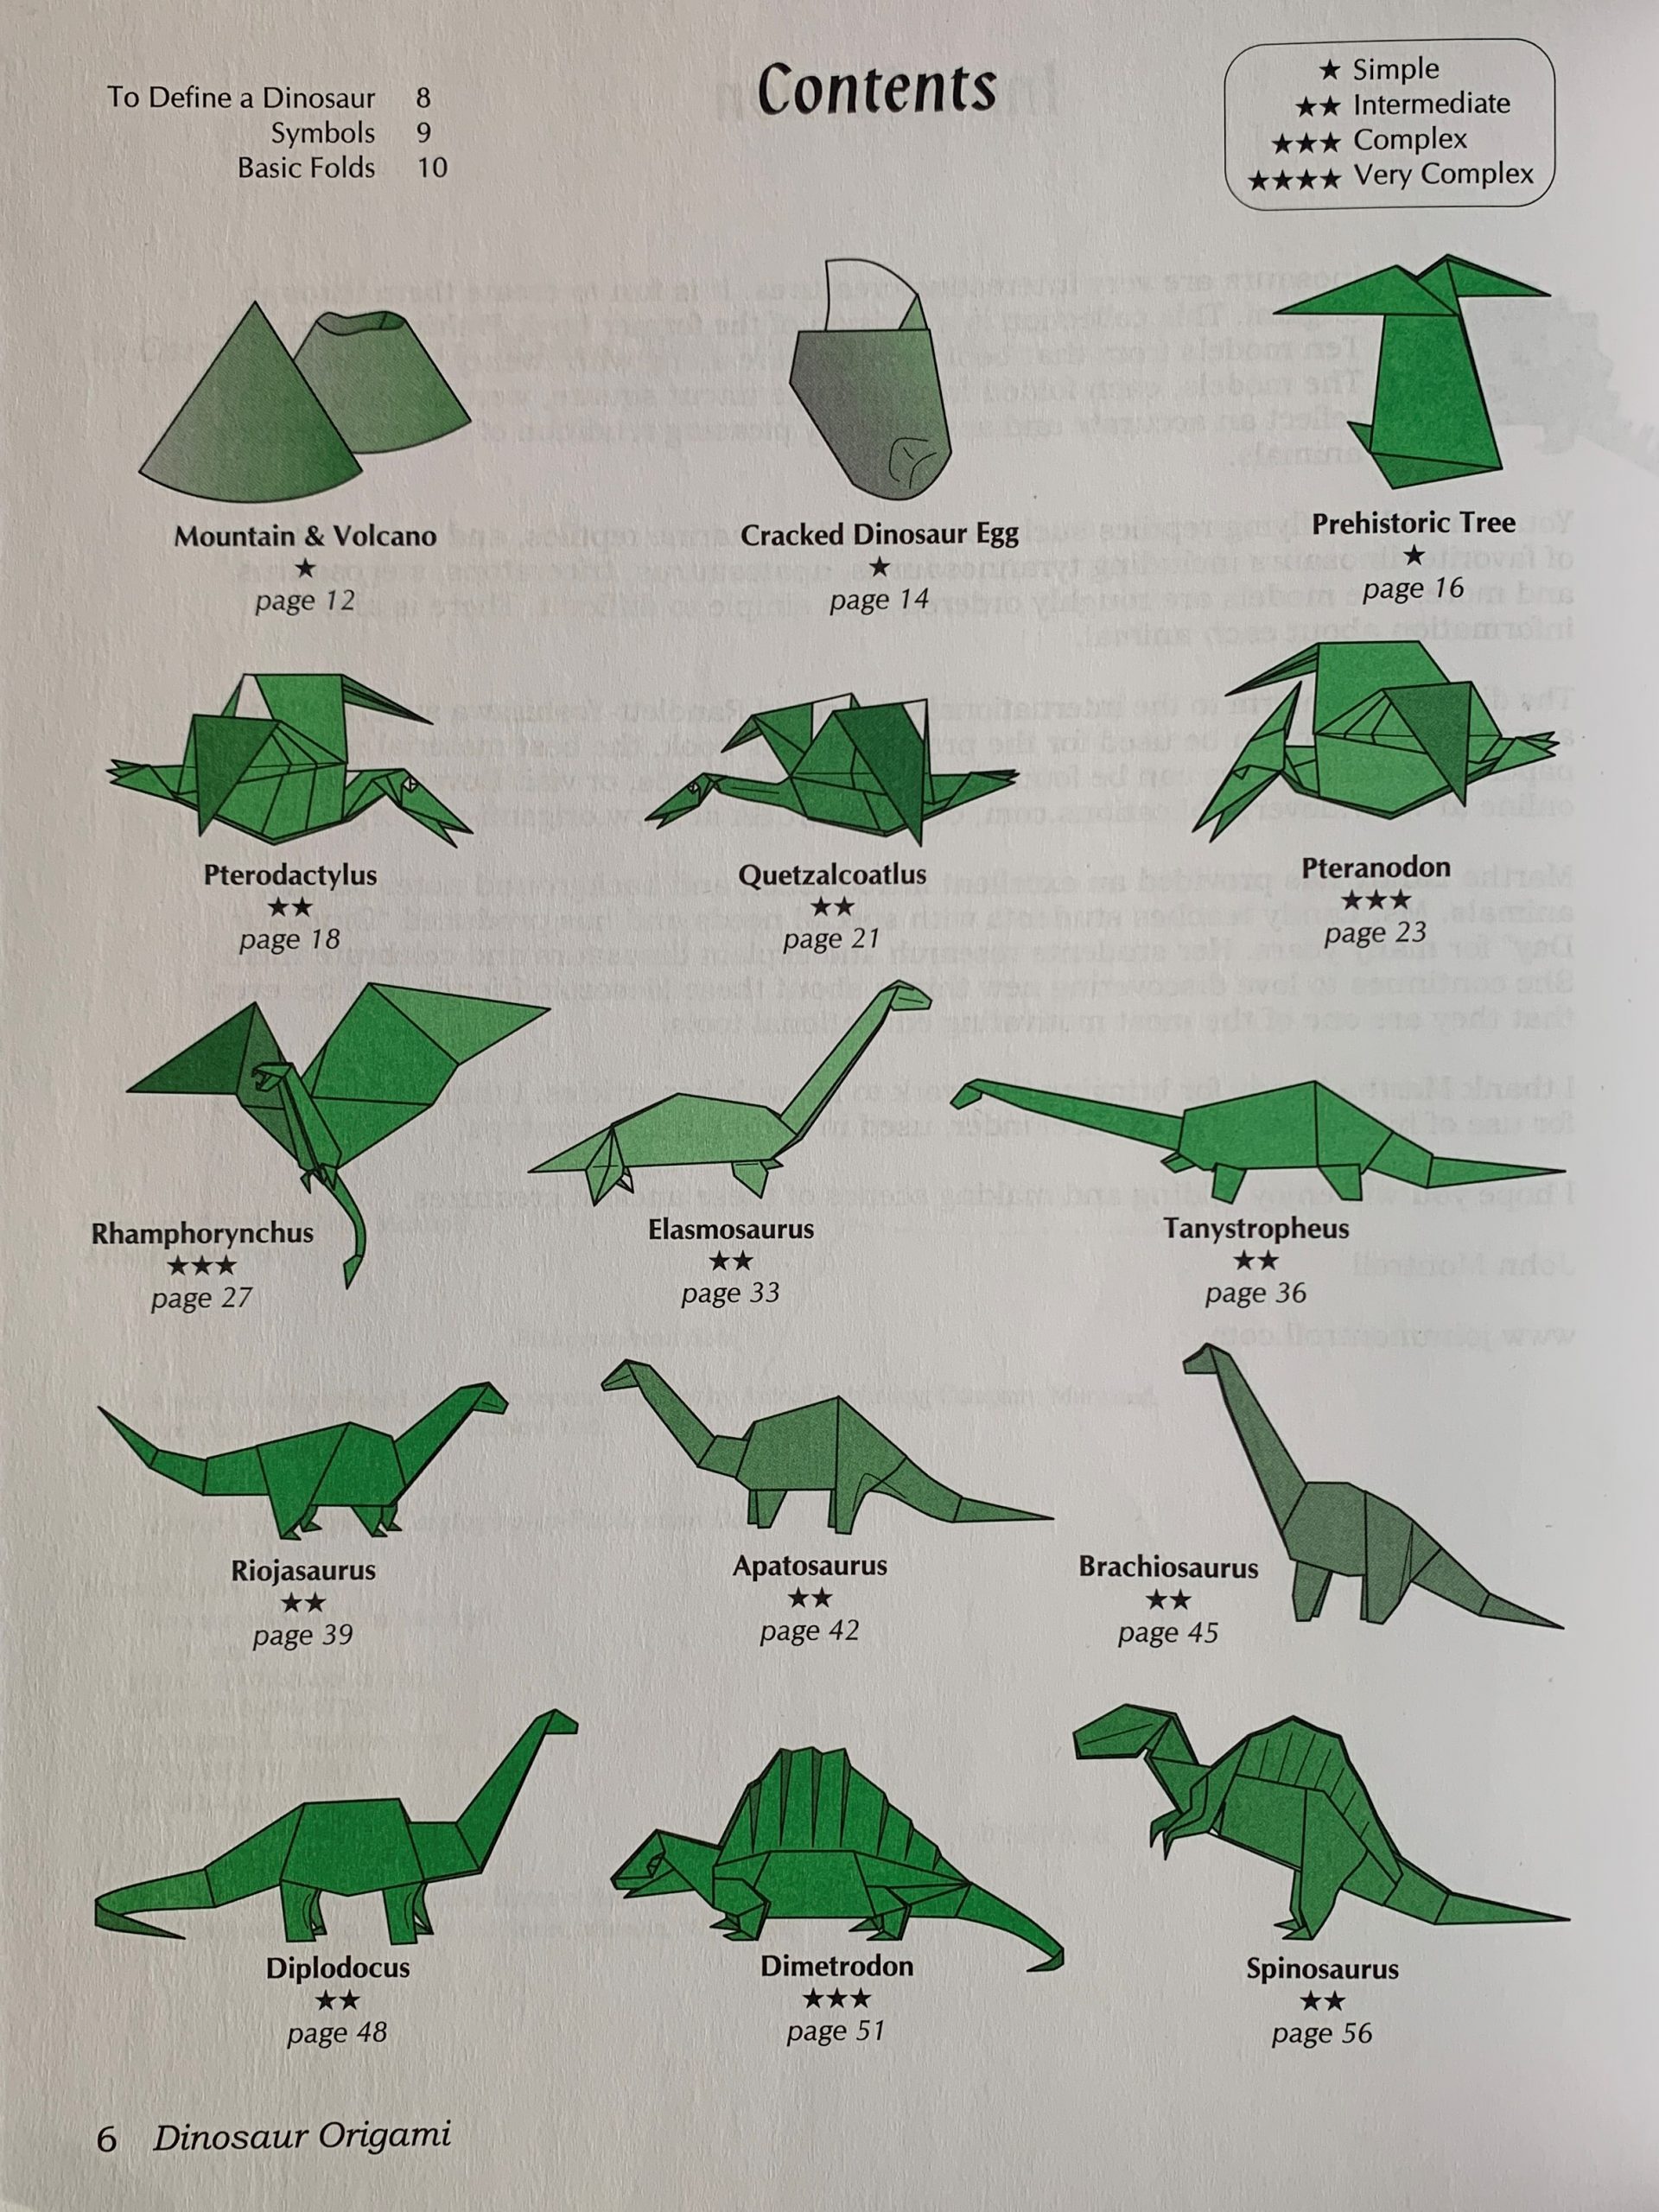 Contents
To Define a Dinosaur 8
Symbols 9
Basic Folds 10
★ Simple
★★ Intermediate
★★★ Complex
★★★★ Very Complex
Mountain & Volcano
★
page 12
Cracked Dinosaur Egg
★
page 14
Prehistoric Tree
★
page 16
Pterodactylus
★★
page 18
Quetzalcoatlus
★★
page 21
Pteranodon
★★★
page 23
Rhamphorynchus
★★★
page 27
Elasmosaurus
★★
page 33
Tanystropheus
★★
page 36
Riojasaurus
★★
page 39
Apatosaurus
★★
page 42
Brachiosaurus
★★
page 45
Diplodocus
★★
page 48
Dimetrodon
★★★
page 51
Spinosaurus
★★
page 56
6 Dinosaur Origami